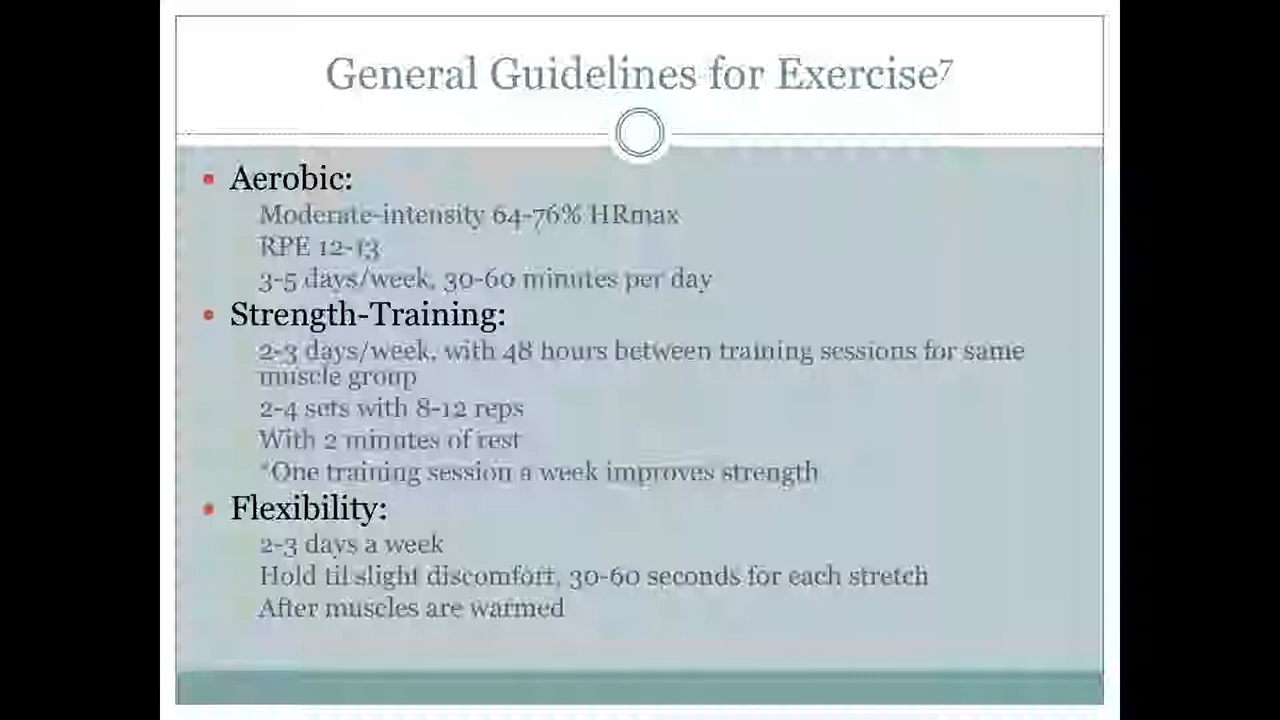 General Guidelines for Exercise⁷
• Aerobic:
Moderate-intensity 64-76% HRmax
RPE 12-13
3-5 days/week, 30-60 minutes per day
• Strength-Training:
2-3 days/week, with 48 hours between training sessions for same
muscle group
2-4 sets with 8-12 reps
With 2 minutes of rest
*One training session a week improves strength
• Flexibility:
2-3 days a week
Hold til slight discomfort, 30-60 seconds for each stretch
After muscles are warmed